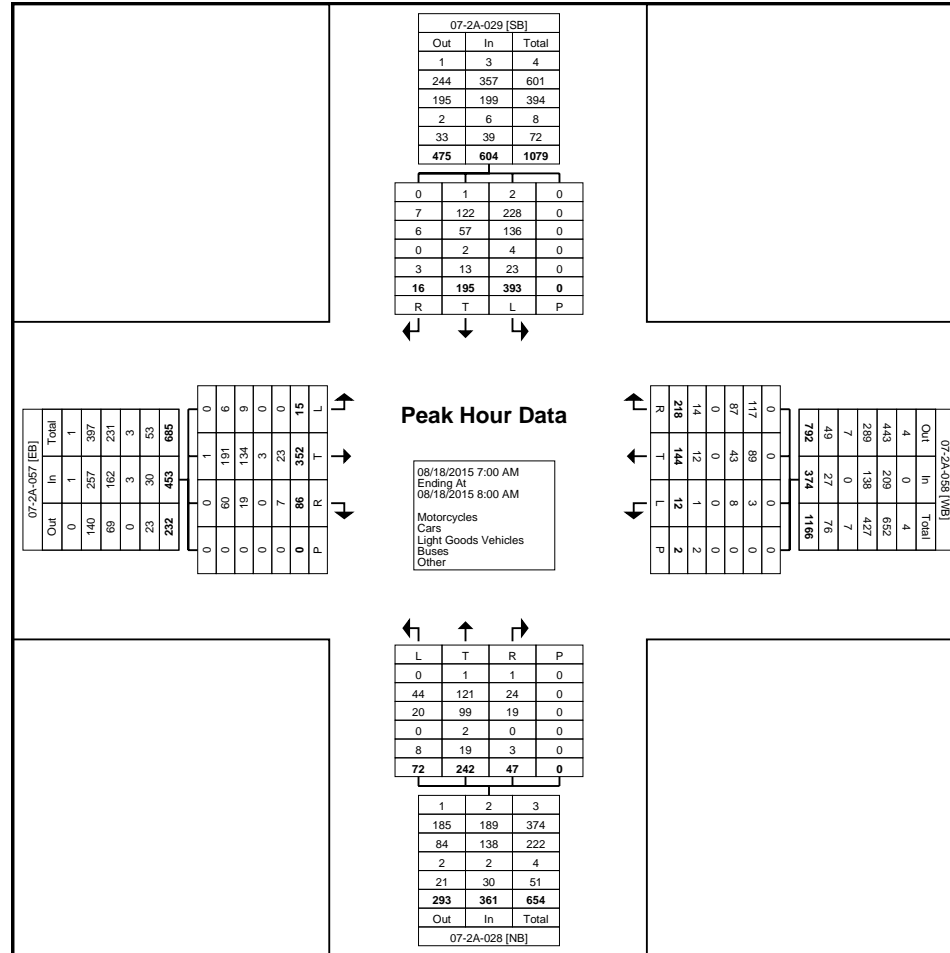 07-2A-029 [SB]
Out In Total
1 3 4
244 357 601
195 199 394
2 6 8
33 39 72
475 604 1079
0 1 2 0
7 122 228 0
6 57 136 0
0 2 4 0
3 13 23 0
16 195 393 0
R T L P
07-2A-057 [EB]
Out In Total
0 1 1
140 257 397
69 162 231
0 3 3
23 30 53
232 453 685
0 0 1 0
0 60 191 6
0 19 134 9
0 0 3 0
0 7 23 0
0 86 352 15
P R T L
Peak Hour Data
08/18/2015 7:00 AM
Ending At
08/18/2015 8:00 AM
Motorcycles
Cars
Light Goods Vehicles
Buses
Other
07-2A-058 [WB]
Out In Total
4 0 4
443 209 652
289 138 427
7 0 7
49 27 76
792 374 1166
0 0 0 0
117 89 3 0
87 43 8 0
0 0 0 0
14 12 1 2
218 144 12 2
R T L P
L T R P
0 1 1 0
44 121 24 0
20 99 19 0
0 2 0 0
8 19 3 0
72 242 47 0
1 2 3
185 189 374
84 138 222
2 2 4
21 30 51
293 361 654
Out In Total
07-2A-028 [NB]